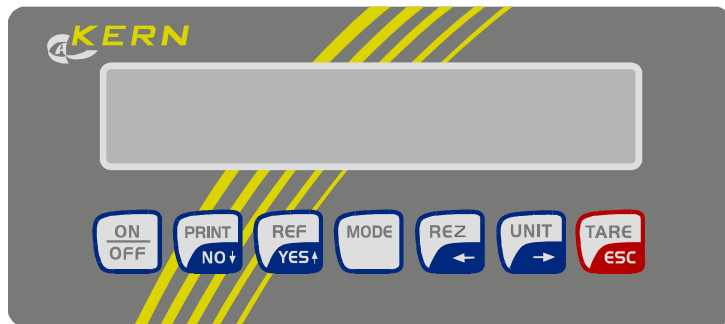 KERN
ON PRINT REF MODE REZ UNIT TARE
OFF NO↓ YES↑ ← → ESC